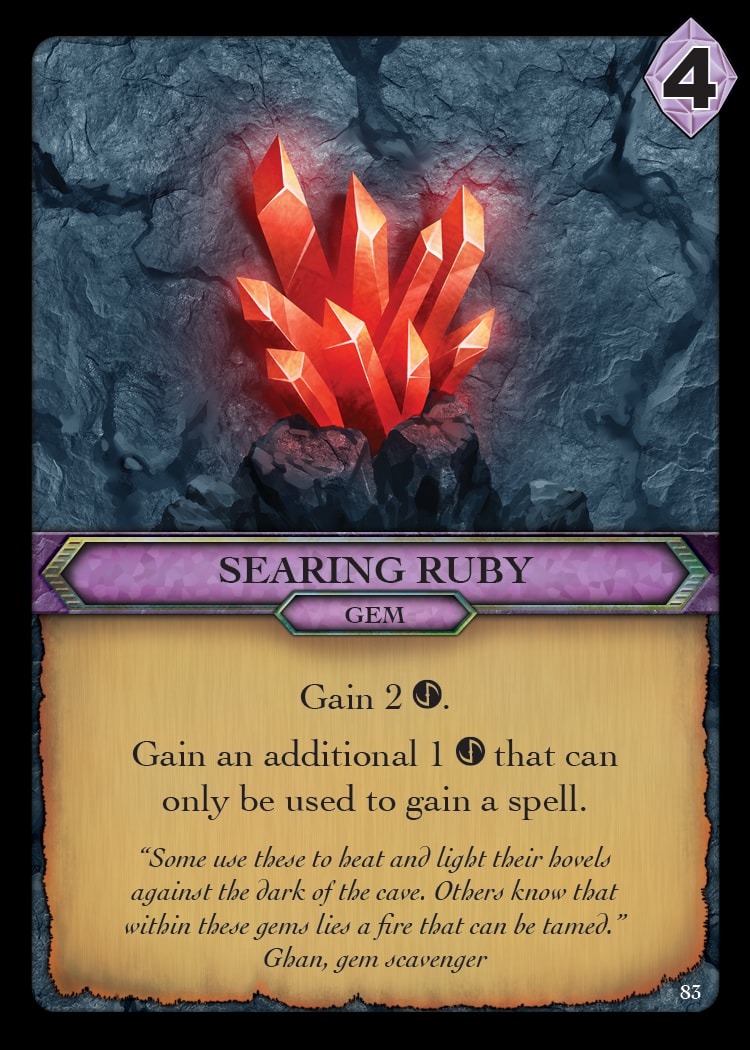 4
SEARING RUBY
GEM
Gain 2 .
Gain an additional 1 that can
only be used to gain a spell.
“Some use these to heat and light their hovels
against the dark of the cave. Others know that
within these gems lies a fire that can be tamed.”
Ghan, gem scavenger
83